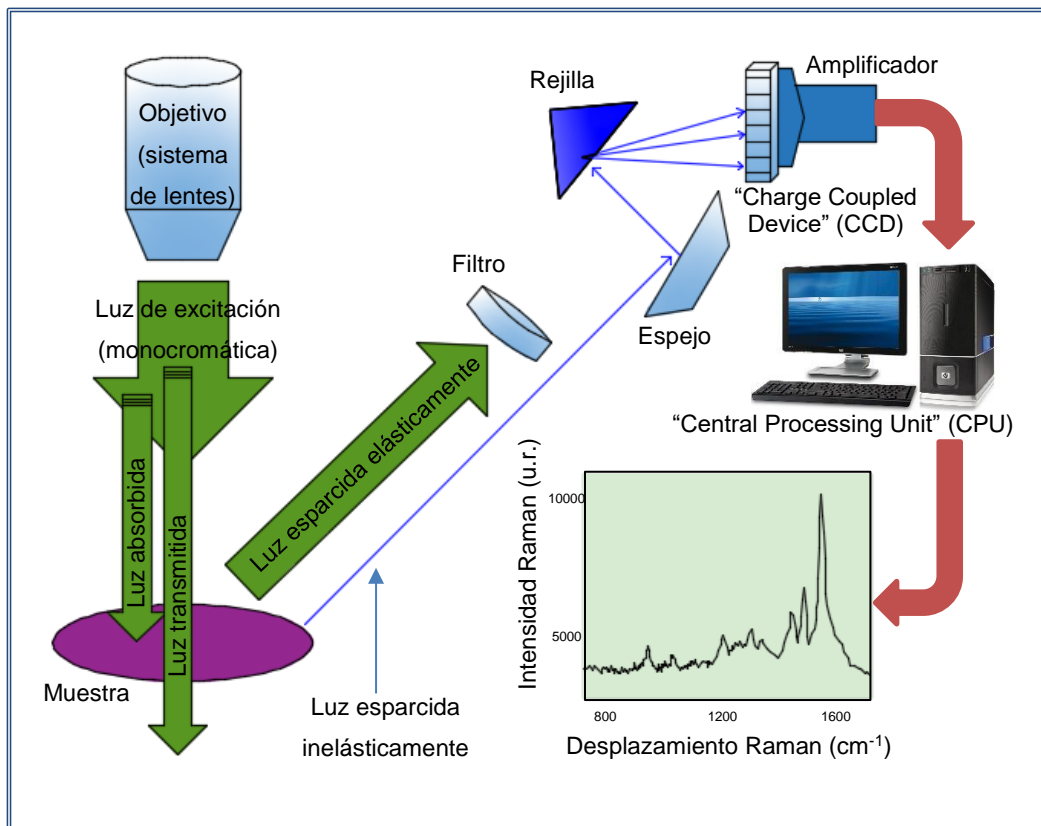 Objetivo
(sistema
de lentes)
Luz de excitación
(monocromática)
Luz absorbida
Luz transmitida
Muestra
Luz esparcida elásticamente
Filtro
Luz esparcida
inelásticamente
Rejilla
Espejo
Amplificador
“Charge Coupled
Device” (CCD)
“Central Processing Unit” (CPU)
Intensidad Raman (u.r.)
10000
5000
800
1200
1600
Desplazamiento Raman (cm⁻¹)